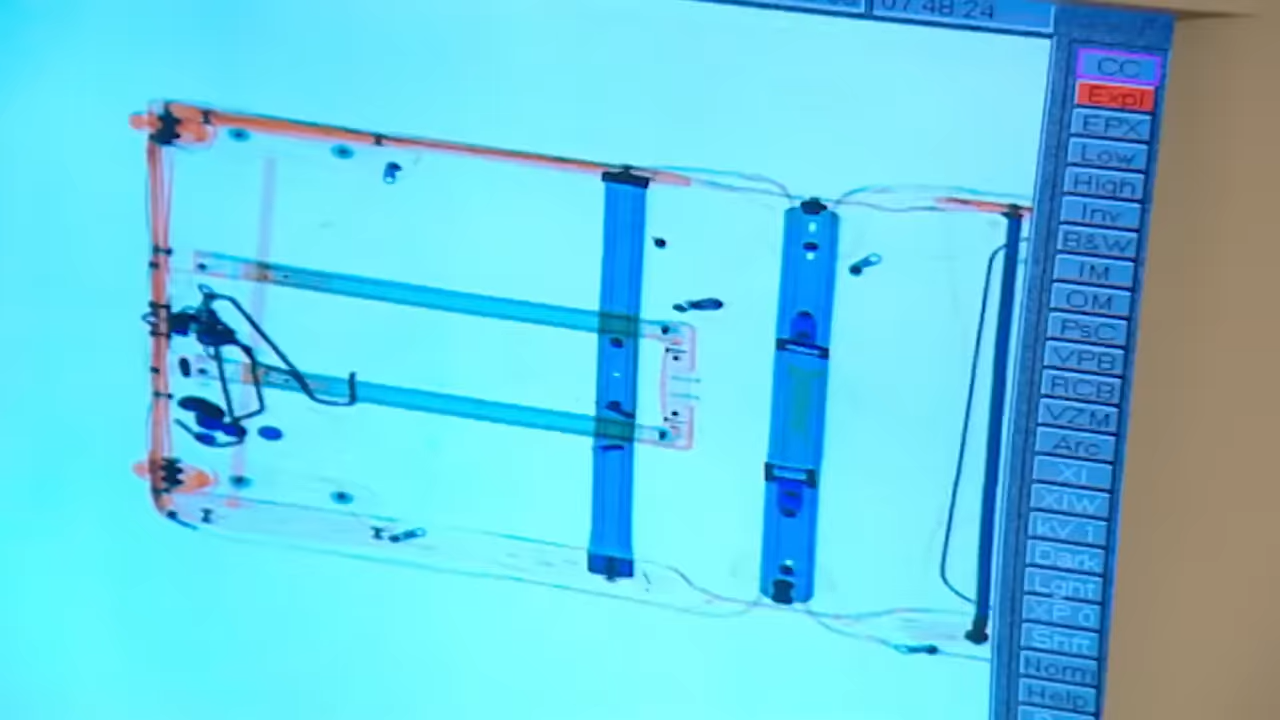 07:48:24
CC
Expl
EPX
Low
High
Inv
B&W
IM
OM
PsC
VPB
RCB
VZM
Arc
XI
XIW
kV 1
Dark
Lght
XP 0
Shft
Norm
Help